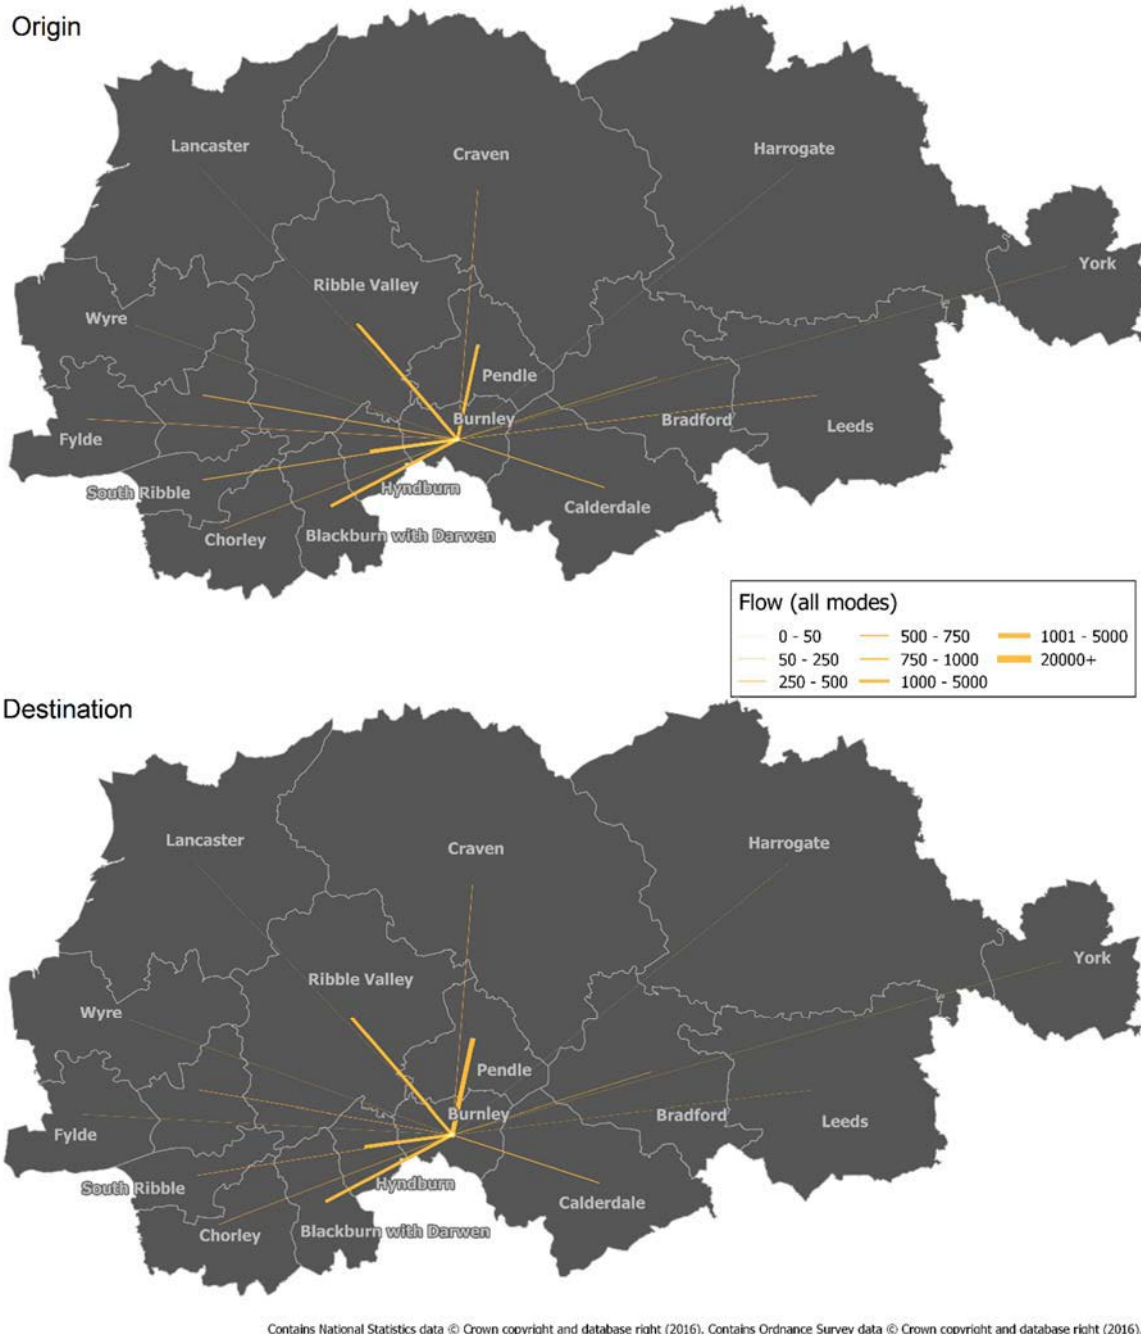 Origin
Lancaster
Craven
Harrogate
York
Ribble Valley
Wyre
Pendle
Burnley
Bradford
Leeds
Fylde
South Ribble
Hyndburn
Calderdale
Chorley
Blackburn with Darwen
Flow (all modes)
0 - 50 500 - 750 1001 - 5000
50 - 250 750 - 1000 20000+
250 - 500 1000 - 5000
Destination
Lancaster
Craven
Harrogate
York
Ribble Valley
Wyre
Pendle
Burnley
Bradford
Leeds
Fylde
South Ribble
Hyndburn
Calderdale
Chorley
Blackburn with Darwen
Contains National Statistics data © Crown copyright and database right (2016). Contains Ordnance Survey data © Crown copyright and database right (2016)